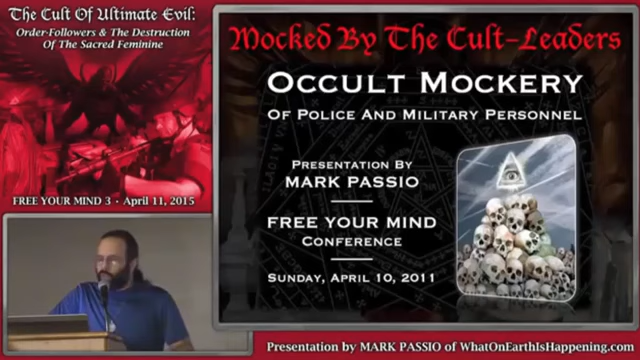 The Cult Of Ultimate Evil:
Order-Followers & The Destruction
Of The Sacred Feminine
FREE YOUR MIND 3 • April 11, 2015
Mocked By The Cult-Leaders
OCCULT MOCKERY
OF POLICE AND MILITARY PERSONNEL
PRESENTATION BY
MARK PASSIO
FREE YOUR MIND
CONFERENCE
SUNDAY, APRIL 10, 2011
Presentation by MARK PASSIO of WhatOnEarthIsHappening.com